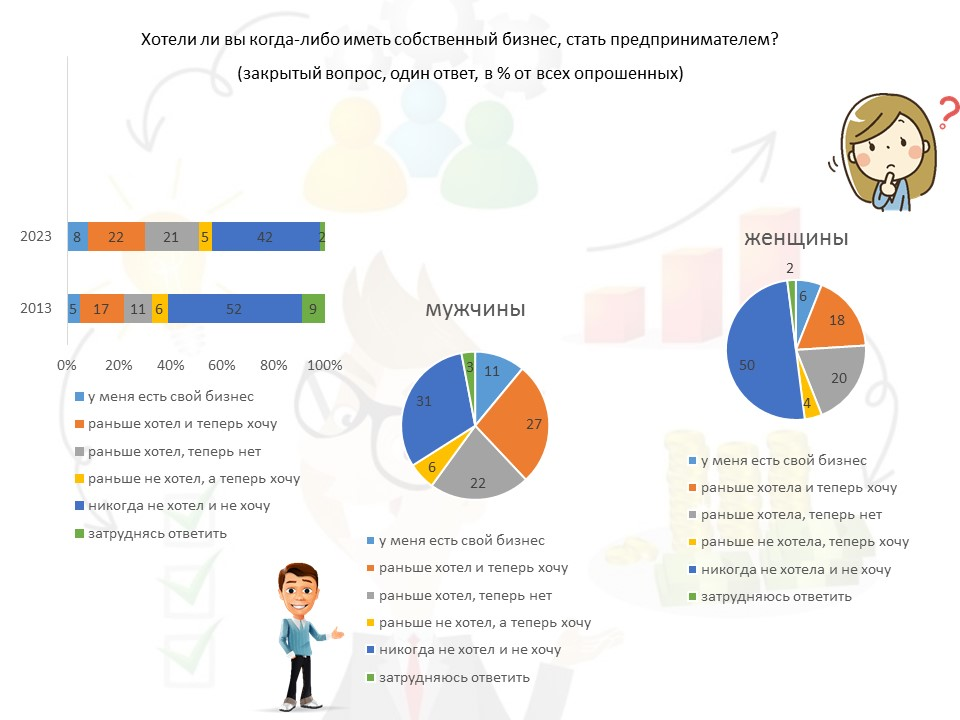 Хотели ли вы когда-либо иметь собственный бизнес, стать предпринимателем?
(закрытый вопрос, один ответ, в % от всех опрошенных)
?
2023
8 22 21 5 42 2
2013
5 17 11 6 52 9
0% 20% 40% 60% 80% 100%
у меня есть свой бизнес
раньше хотел и теперь хочу
раньше хотел, теперь нет
раньше не хотел, а теперь хочу
никогда не хотел и не хочу
затрудняюсь ответить
мужчины
3 11
31 27
6
22
у меня есть свой бизнес
раньше хотел и теперь хочу
раньше хотел, теперь нет
раньше не хотел, а теперь хочу
никогда не хотел и не хочу
затрудняюсь ответить
женщины
2
6
18
50 20
4
у меня есть свой бизнес
раньше хотела и теперь хочу
раньше хотела, теперь нет
раньше не хотела, теперь хочу
никогда не хотела и не хочу
затрудняюсь ответить